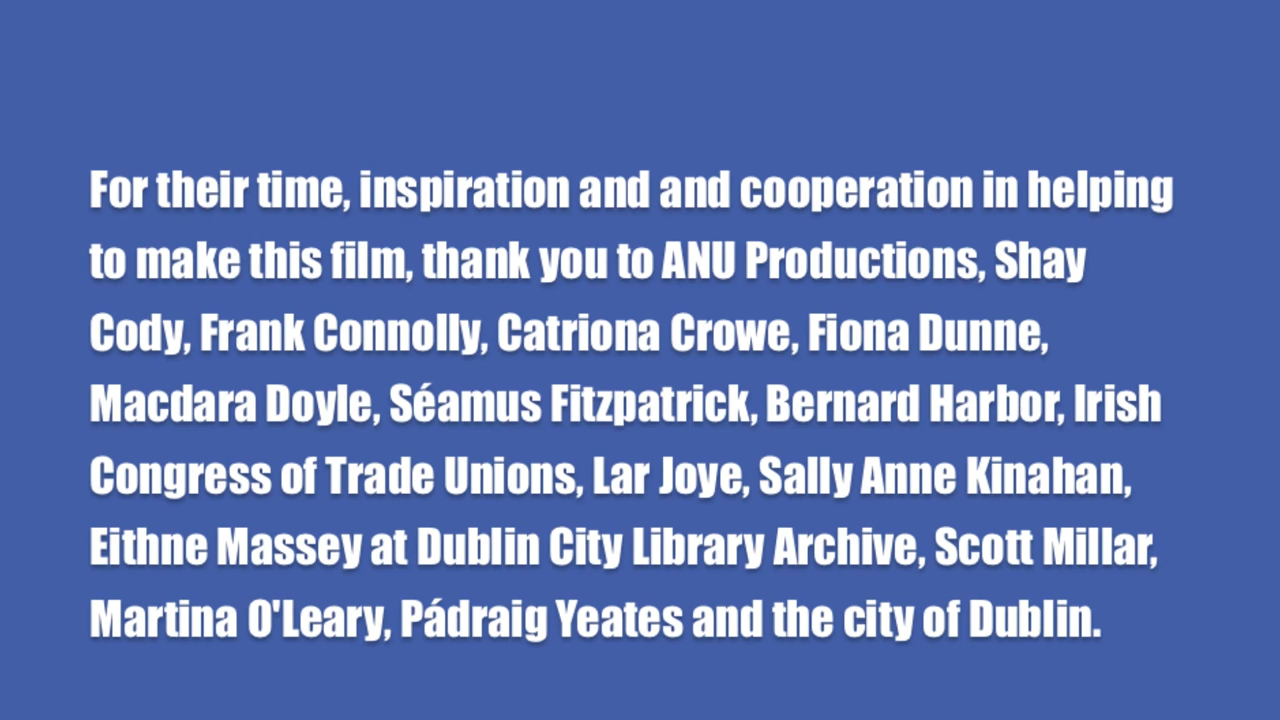 For their time, inspiration and and cooperation in helping
to make this film, thank you to ANU Productions, Shay
Cody, Frank Connolly, Catriona Crowe, Fiona Dunne,
Macdara Doyle, Séamus Fitzpatrick, Bernard Harbor, Irish
Congress of Trade Unions, Lar Joye, Sally Anne Kinahan,
Eithne Massey at Dublin City Library Archive, Scott Millar,
Martina O'Leary, Pádraig Yeates and the city of Dublin.